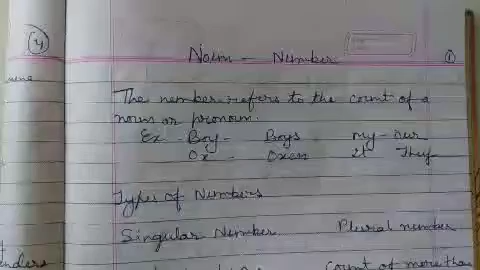 4
Noun - Number
1
The number refers to the count of a
noun or pronoun.
Ex - Boy - Boys my - our
Ox - Oxen It They
Types of Numbers
Singular Number Plural number
enders count of more than